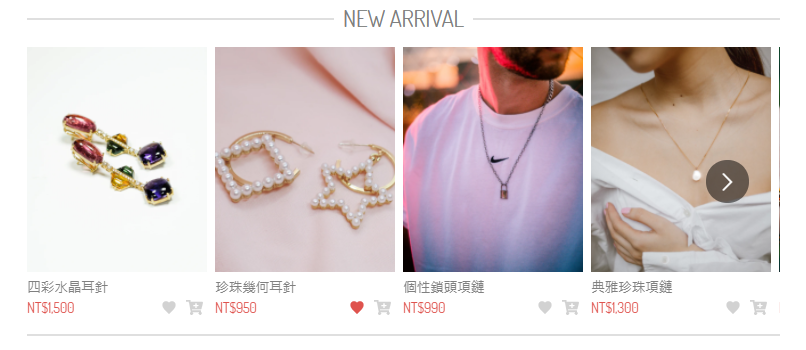 NEW ARRIVAL
四彩水晶耳針
NT$1,500
珍珠幾何耳針
NT$950
個性鎖頭項鏈
NT$990
典雅珍珠項鏈
NT$1,300